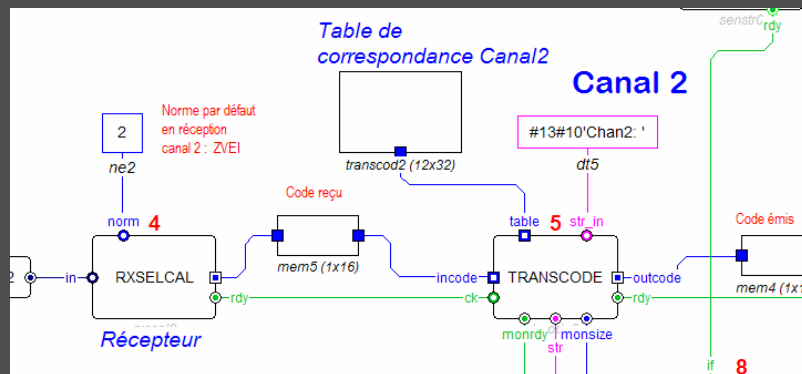 senstr0
rdy
Table de
correspondance Canal2
Canal 2
2
ne2
Norme par défaut
en réception
canal 2 : ZVEI
transcod2 (12x32)
#13#10'Chan2: '
dt5
Code reçu
Code émis
norm
4
table
5
str_in
mem5 (1x16)
2
in
RXSELCAL
incode
TRANSCODE
outcode
mem4 (1x1
rdy
ck
rdy
Récepteur
monrdy
str
monsize
if
8